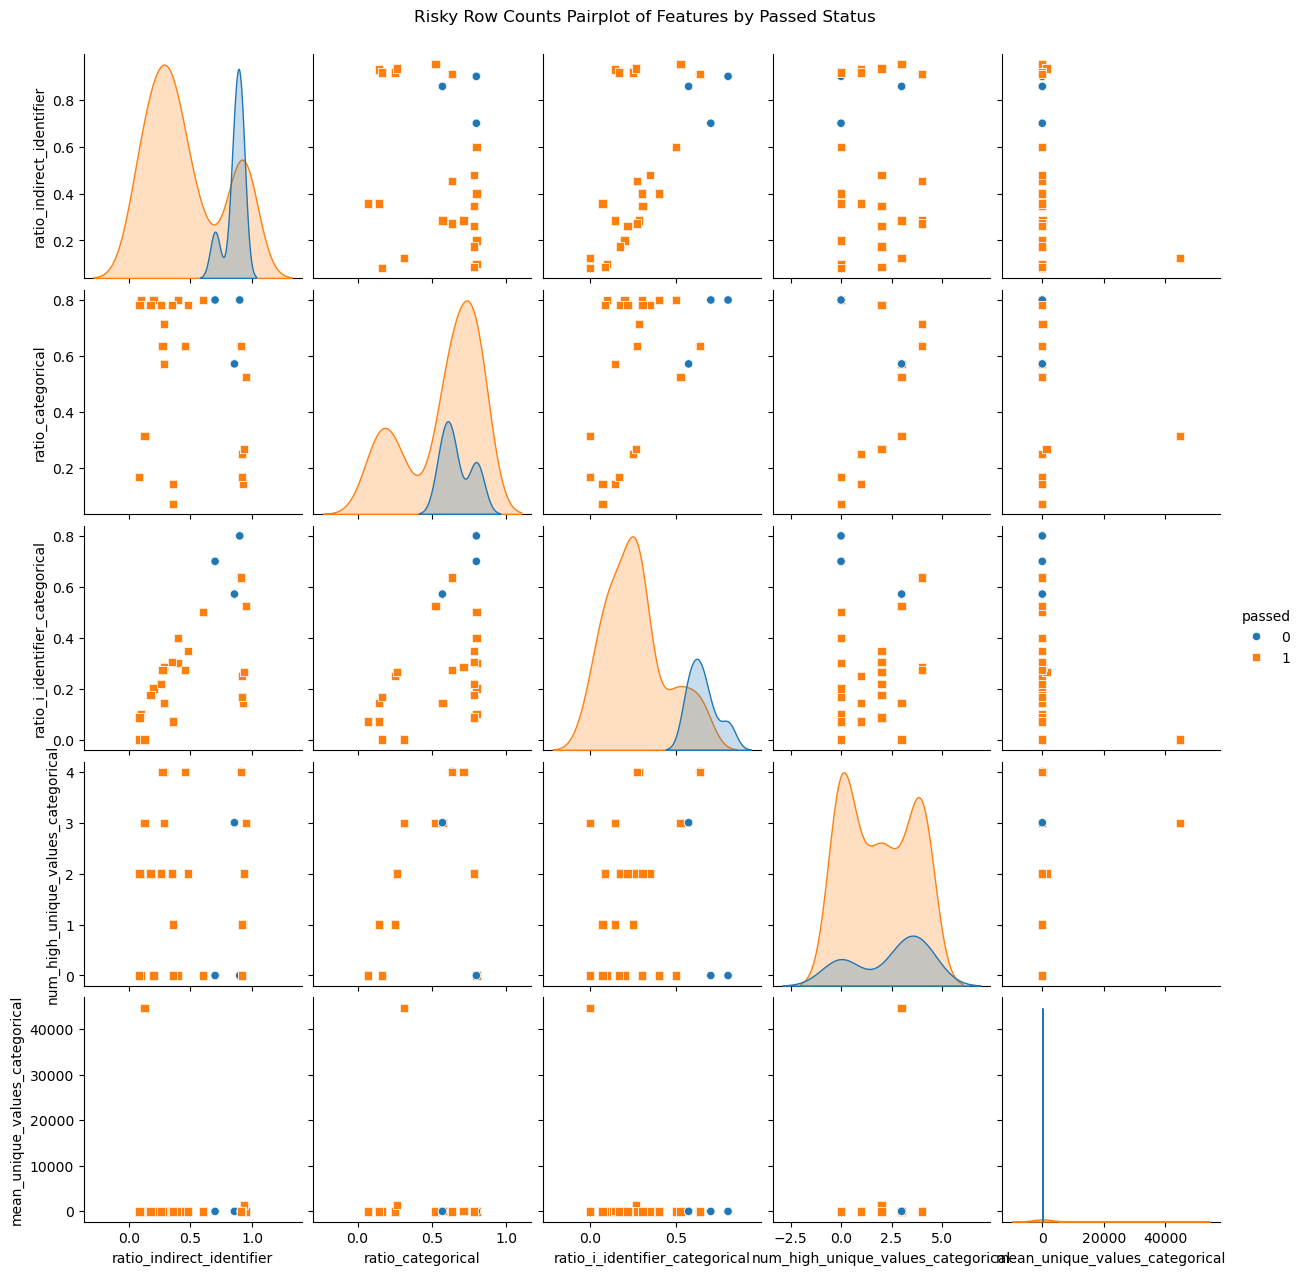 Risky Row Counts Pairplot of Features by Passed Status
ratio_indirect_identifier
0.8
0.6
0.4
0.2
ratio_categorical
0.8
0.6
0.4
0.2
ratio_i_identifier_categorical
0.8
0.6
0.4
0.2
0.0
passed
0
1
num_high_unique_values_categorical
4
3
2
1
0
mean_unique_values_categorical
40000
30000
20000
10000
0
0.0 0.5 1.0
0.0 0.5 1.0
0.0 0.5
−2.5 0.0 2.5 5.0
0 20000 40000
ratio_indirect_identifier
ratio_categorical
ratio_i_identifier_categorical
num_high_unique_values_categorical
mean_unique_values_categorical